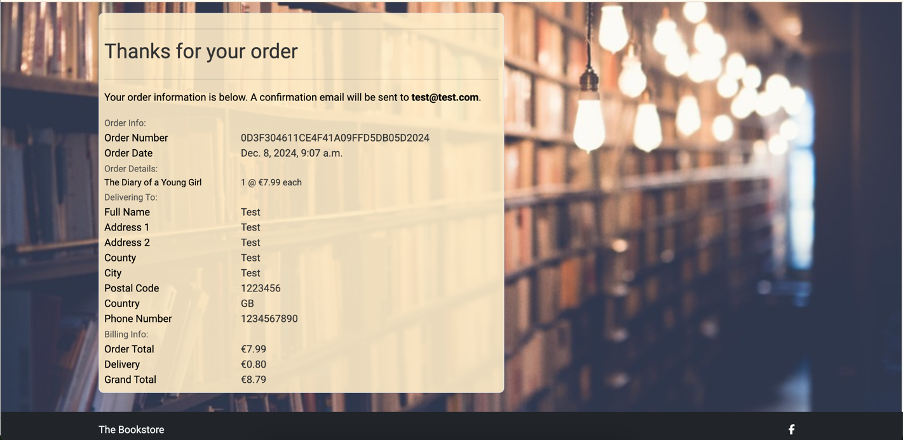 Thanks for your order
Your order information is below. A confirmation email will be sent to test@test.com.
Order Info:
Order Number 0D3F304611CE4F41A09FFD5DB05D2024
Order Date Dec. 8, 2024, 9:07 a.m.
Order Details:
The Diary of a Young Girl 1 @ €7.99 each
Delivering To:
Full Name Test
Address 1 Test
Address 2 Test
County Test
City Test
Postal Code 1223456
Country GB
Phone Number 1234567890
Billing Info:
Order Total €7.99
Delivery €0.80
Grand Total €8.79
The Bookstore